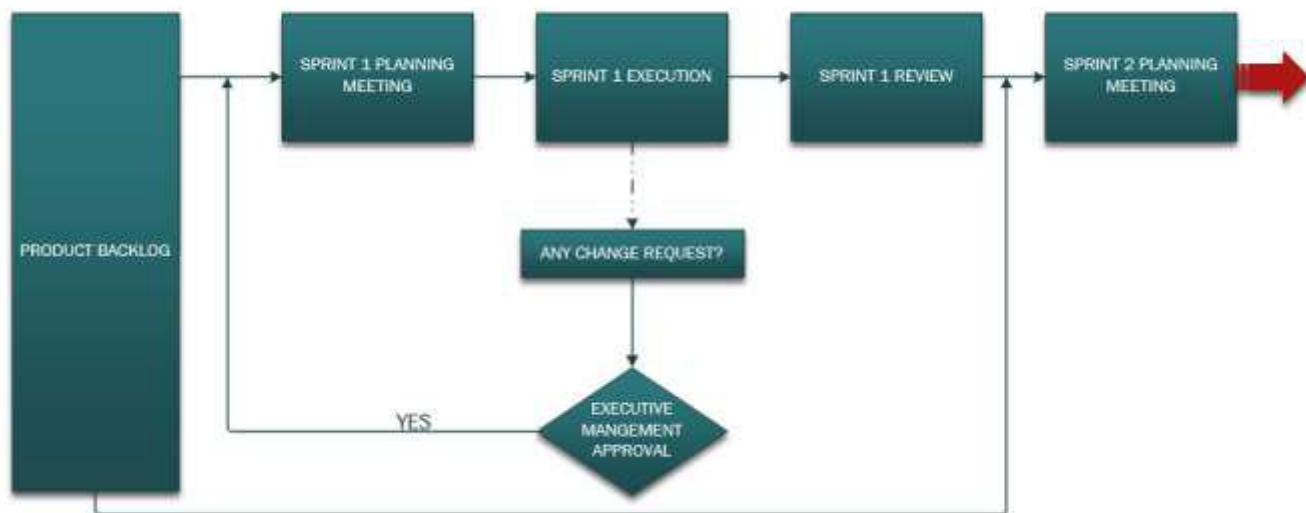 SPRINT 1 PLANNING
MEETING
SPRINT 1 EXECUTION
SPRINT 1 REVIEW
SPRINT 2 PLANNING
MEETING
PRODUCT BACKLOG
ANY CHANGE REQUEST?
YES
EXECUTIVE
MANGEMENT
APPROVAL